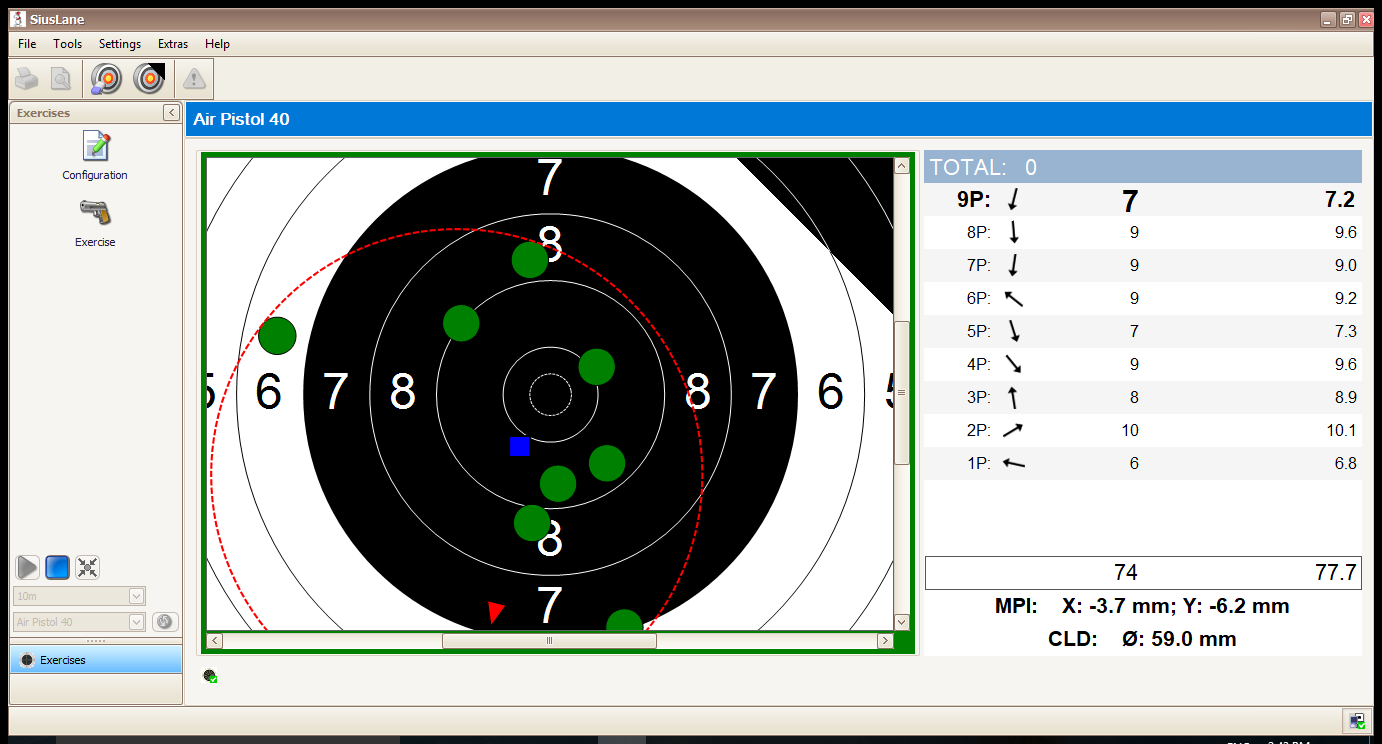 SiusLane
File Tools Settings Extras Help
Exercises
Configuration
Exercise
10m
Air Pistol 40
Exercises
Air Pistol 40
7
8
6 7 8 8 7 6
8
7
TOTAL: 0
9P: 7 7.2
8P: 9 9.6
7P: 9 9.0
6P: 9 9.2
5P: 7 7.3
4P: 9 9.6
3P: 8 8.9
2P: 10 10.1
1P: 6 6.8
74 77.7
MPI: X: -3.7 mm; Y: -6.2 mm
CLD: Ø: 59.0 mm